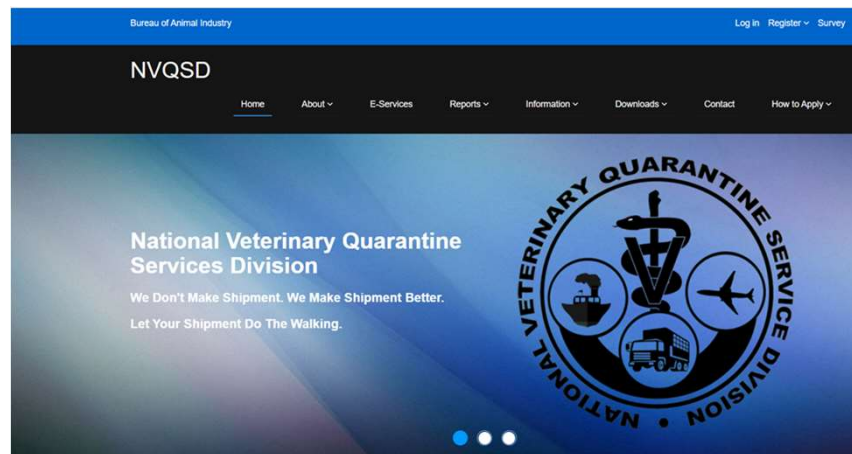 Bureau of Animal Industry
Log in Register Survey
NVQSD
Home About E-Services Reports Information Downloads Contact How to Apply
National Veterinary Quarantine
Services Division
We Don't Make Shipment. We Make Shipment Better.
Let Your Shipment Do The Walking.
VETERINARY QUARANTINE SERVICE DIVISION • NATIONAL
V